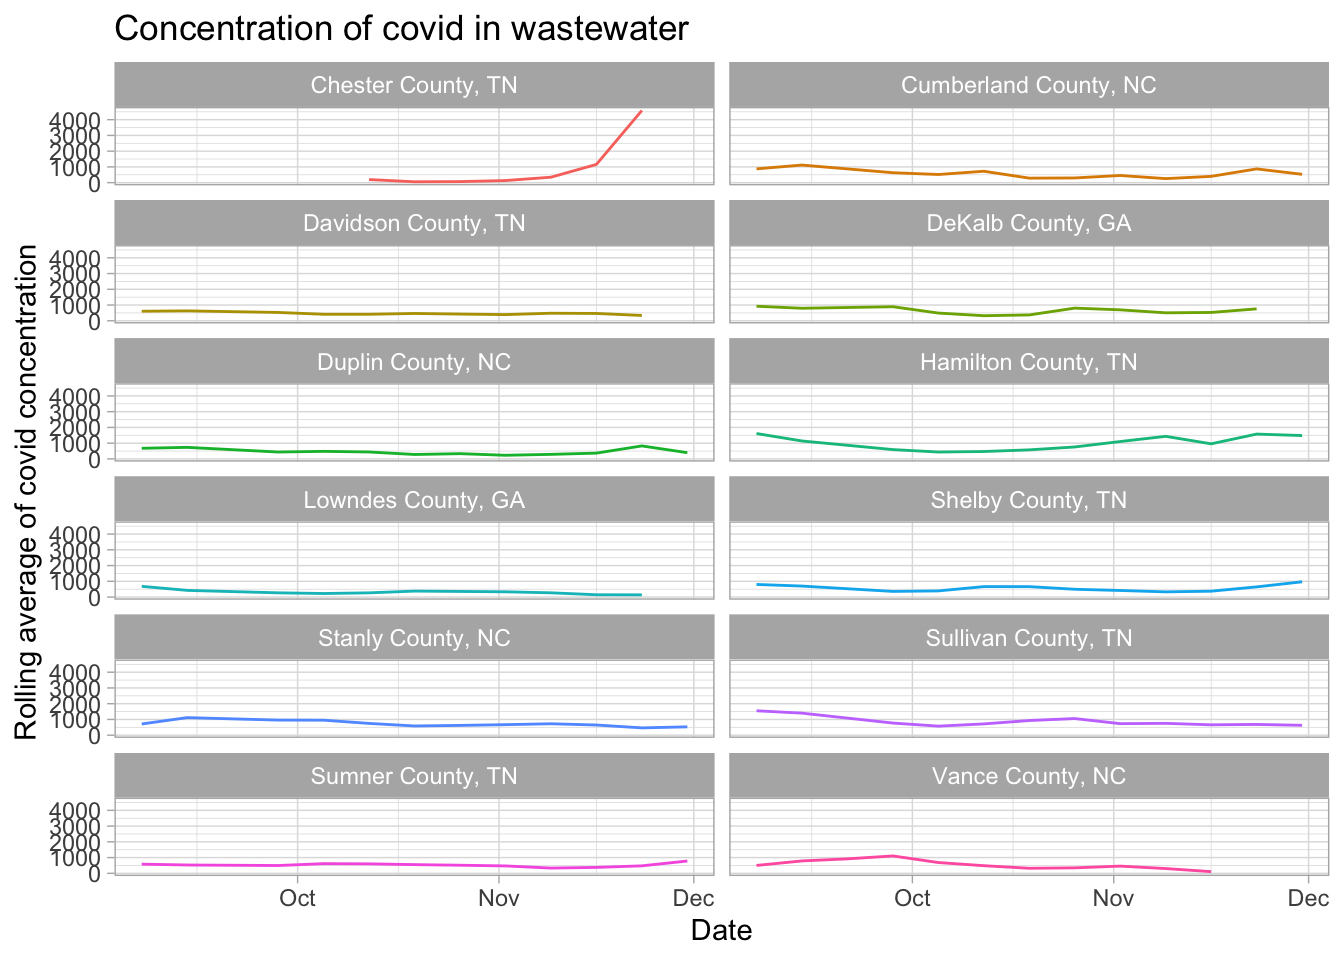 Concentration of covid in wastewater
Rolling average of covid concentration
Chester County, TN
Cumberland County, NC
4000
3000
2000
1000
0
Davidson County, TN
DeKalb County, GA
4000
3000
2000
1000
0
Duplin County, NC
Hamilton County, TN
4000
3000
2000
1000
0
Lowndes County, GA
Shelby County, TN
4000
3000
2000
1000
0
Stanly County, NC
Sullivan County, TN
4000
3000
2000
1000
0
Sumner County, TN
Vance County, NC
4000
3000
2000
1000
0
Oct Nov Dec Oct Nov Dec
Date